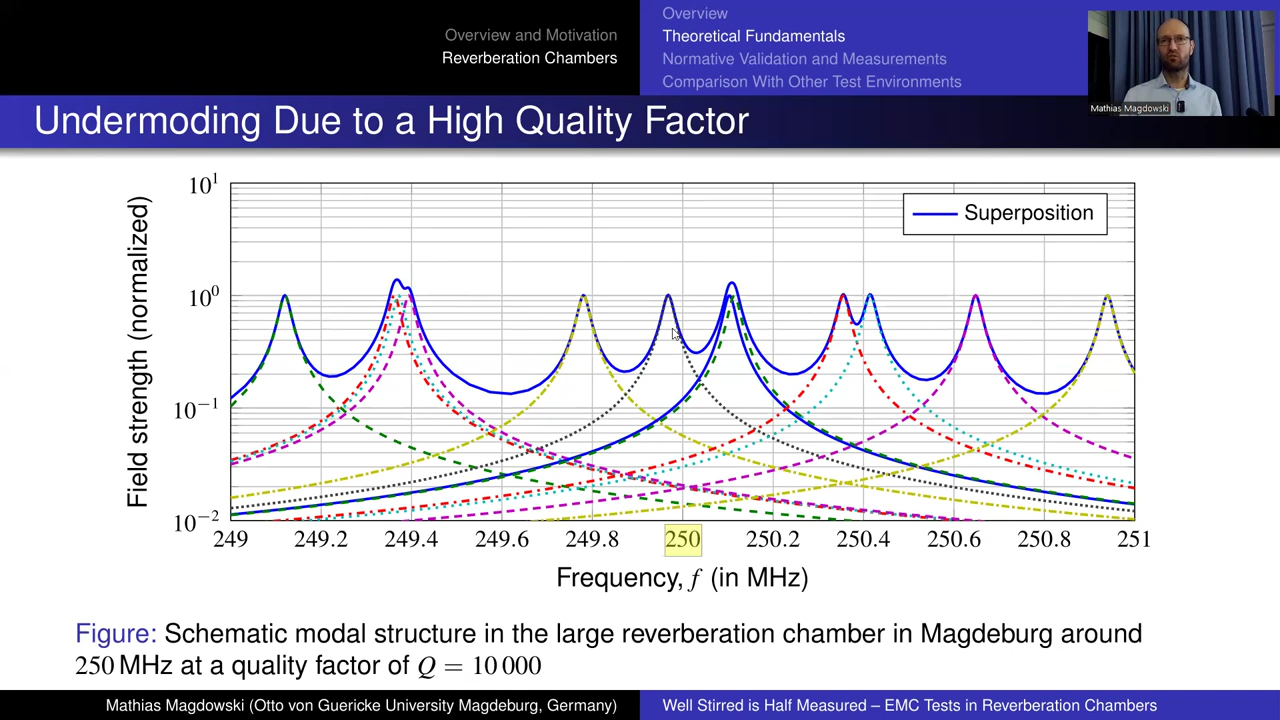 Overview and Motivation
Reverberation Chambers
Overview
Theoretical Fundamentals
Normative Validation and Measurements
Comparison With Other Test Environments
Mathias Magdowski
Undermoding Due to a High Quality Factor
Field strength (normalized)
10¹
10⁰
10⁻¹
10⁻²
Superposition
249 249.2 249.4 249.6 249.8 250 250.2 250.4 250.6 250.8 251
Frequency, f (in MHz)
Figure: Schematic modal structure in the large reverberation chamber in Magdeburg around
250 MHz at a quality factor of Q = 10 000
Mathias Magdowski (Otto von Guericke University Magdeburg, Germany)
Well Stirred is Half Measured – EMC Tests in Reverberation Chambers